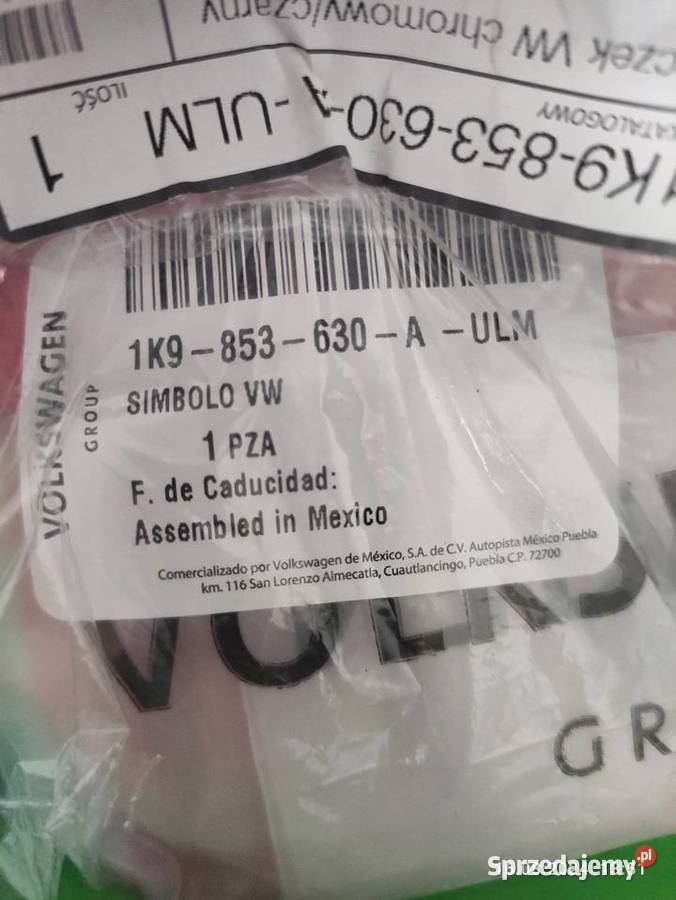 czek VW chromowy/czarny
KATALOGOWY
ILOŚĆ
1K9-853-630-A-ULM
1
VOLKSWAGEN
GROUP
1K9-853-630-A-ULM
SIMBOLO VW
1 PZA
F. de Caducidad:
Assembled in Mexico
Comercializado por Volkswagen de México, S.A. de C.V. Autopista México Puebla
km. 116 San Lorenzo Almecatla, Cuautlancingo, Puebla C.P. 72700
VOLKSW
GR
Sprzedajemy.pl